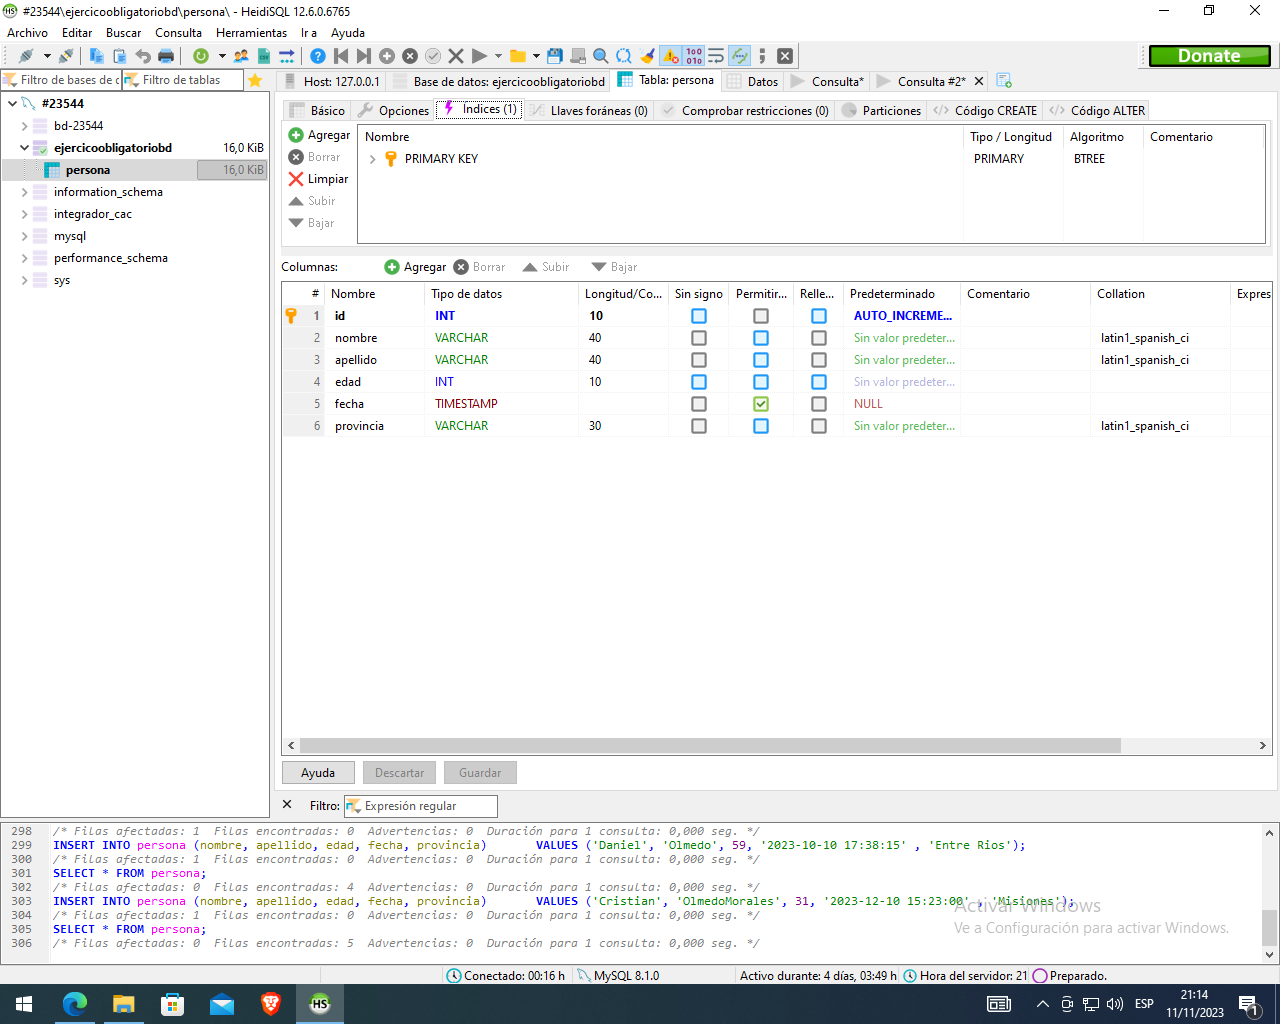 #23544\ejercicoobligatoriobd\persona\ - HeidiSQL 12.6.0.6765
Archivo Editar Buscar Consulta Herramientas Ir a Ayuda
Donate
Filtro de bases de d Filtro de tablas
Host: 127.0.0.1 Base de datos: ejercicoobligatoriobd Tabla: persona Datos Consulta* Consulta #2*
#23544
bd-23544
ejercicoobligatoriobd 16,0 KiB
persona 16,0 KiB
information_schema
integrador_cac
mysql
performance_schema
sys
Básico Opciones Índices (1) Llaves foráneas (0) Comprobar restricciones (0) Particiones Código CREATE Código ALTER
Agregar
Borrar
Limpiar
Subir
Bajar
Nombre Tipo / Longitud Algoritmo Comentario
PRIMARY KEY PRIMARY BTREE
Columnas: Agregar Borrar Subir Bajar
# Nombre Tipo de datos Longitud/Co... Sin signo Permitir... Relle... Predeterminado Comentario Collation Expres
1 id INT 10 AUTO_INCREME...
2 nombre VARCHAR 40 Sin valor predeter... latin1_spanish_ci
3 apellido VARCHAR 40 Sin valor predeter... latin1_spanish_ci
4 edad INT 10 Sin valor predeter...
5 fecha TIMESTAMP NULL
6 provincia VARCHAR 30 Sin valor predeter... latin1_spanish_ci
Ayuda Descartar Guardar
Filtro: Expresión regular
298 /* Filas afectadas: 1 Filas encontradas: 0 Advertencias: 0 Duración para 1 consulta: 0,000 seg. */
299 INSERT INTO persona (nombre, apellido, edad, fecha, provincia) VALUES ('Daniel', 'Olmedo', 59, '2023-10-10 17:38:15' , 'Entre Rios');
300 /* Filas afectadas: 1 Filas encontradas: 0 Advertencias: 0 Duración para 1 consulta: 0,000 seg. */
301 SELECT * FROM persona;
302 /* Filas afectadas: 0 Filas encontradas: 4 Advertencias: 0 Duración para 1 consulta: 0,000 seg. */
303 INSERT INTO persona (nombre, apellido, edad, fecha, provincia) VALUES ('Cristian', 'OlmedoMorales', 31, '2023-12-10 15:23:00' , 'Misiones');
304 /* Filas afectadas: 1 Filas encontradas: 0 Advertencias: 0 Duración para 1 consulta: 0,000 seg. */
305 SELECT * FROM persona;
306 /* Filas afectadas: 0 Filas encontradas: 5 Advertencias: 0 Duración para 1 consulta: 0,000 seg. */
Activar Windows
Ve a Configuración para activar Windows.
Conectado: 00:16 h MySQL 8.1.0 Activo durante: 4 días, 03:49 h Hora del servidor: 21 Preparado.
HS ESP 21:14
11/11/2023 1